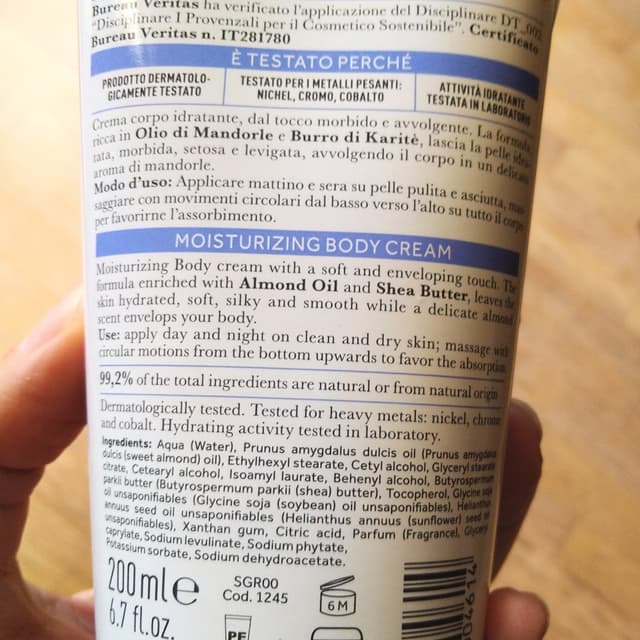 Bureau Veritas ha verificato l'applicazione del Disciplinare DT_002
"Disciplinare I Provenzali per il Cosmetico Sostenibile". Certificato
Bureau Veritas n. IT281780
È TESTATO PERCHÉ
PRODOTTO DERMATOLO-
GICAMENTE TESTATO
TESTATO PER I METALLI PESANTI:
NICHEL, CROMO, COBALTO
ATTIVITÀ IDRATANTE
TESTATA IN LABORATORIO
Crema corpo idratante, dal tocco morbido e avvolgente. La formula
ricca in Olio di Mandorle e Burro di Karitè, lascia la pelle idra-
tata, morbida, setosa e levigata, avvolgendo il corpo in un delicato
aroma di mandorle.
Modo d'uso: Applicare mattino e sera su pelle pulita e asciutta, mas-
saggiare con movimenti circolari dal basso verso l'alto su tutto il corpo
per favorirne l'assorbimento.
MOISTURIZING BODY CREAM
Moisturizing Body cream with a soft and enveloping touch. The
formula enriched with Almond Oil and Shea Butter, leaves the
skin hydrated, soft, silky and smooth while a delicate almond
scent envelops your body.
Use: apply day and night on clean and dry skin; massage with
circular motions from the bottom upwards to favor the absorption
99,2% of the total ingredients are natural or from natural origin
Dermatologically tested. Tested for heavy metals: nickel, chrome
and cobalt. Hydrating activity tested in laboratory.
Ingredients: Aqua (Water), Prunus amygdalus dulcis oil (Prunus amygdalus
dulcis (sweet almond) oil), Ethylhexyl stearate, Cetyl alcohol, Glyceryl stearate
citrate, Cetearyl alcohol, Isoamyl laurate, Behenyl alcohol, Butyrospermum
parkii butter (Butyrospermum parkii (shea) butter), Tocopherol, Glycine soja
oil unsaponifiables (Glycine soja (soybean) oil unsaponifiables), Helianthus
annuus seed oil unsaponifiables (Helianthus annuus (sunflower) seed oil
unsaponifiables), Xanthan gum, Citric acid, Parfum (Fragrance), Glyceryl
caprylate, Sodium levulinate, Sodium phytate,
Potassium sorbate, Sodium dehydroacetate.
200ml e
6.7 fl.oz.
SGR00
Cod. 1245
6M
PE